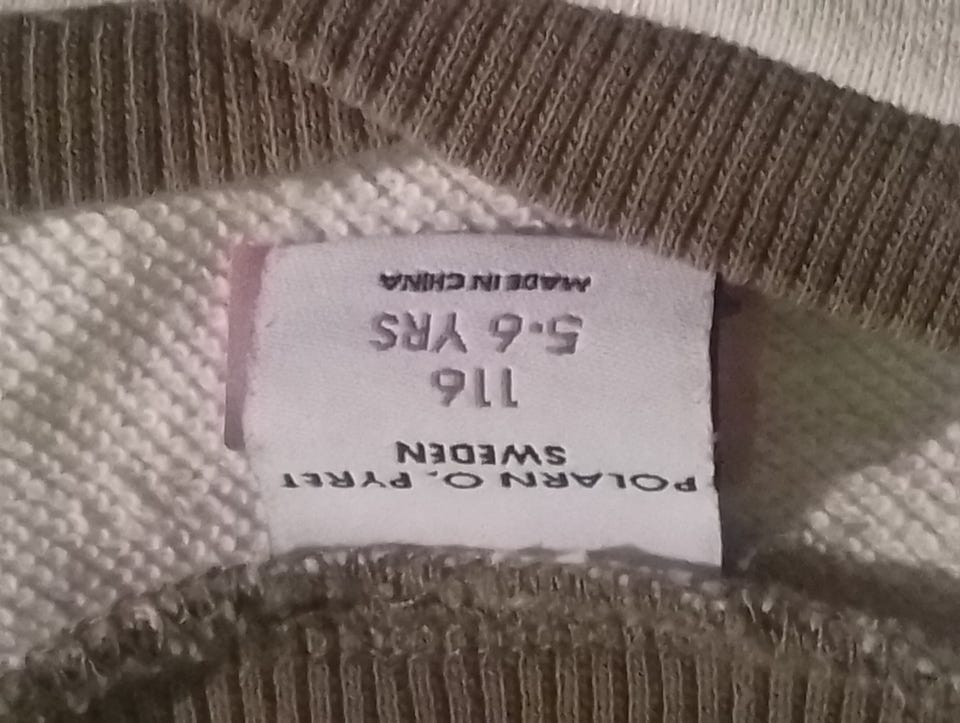 POLARN O. PYRET
SWEDEN
116
5-6 YRS
MADE IN CHINA